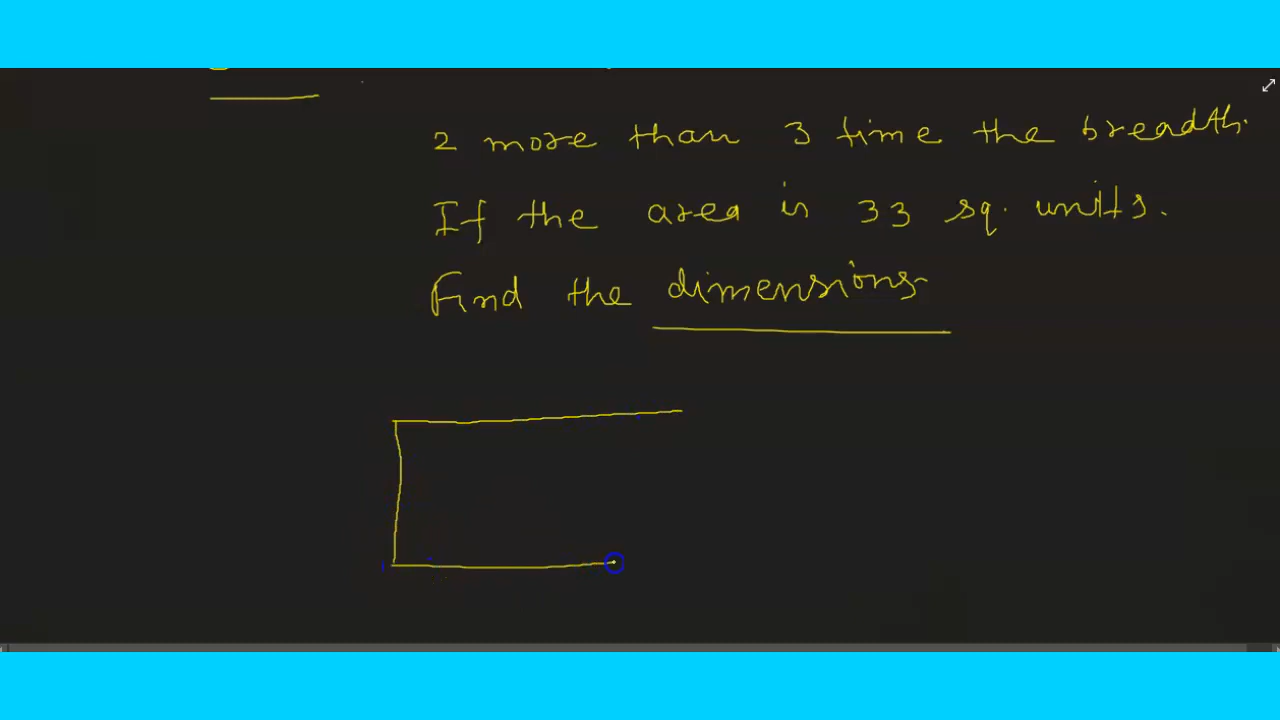 2 more than 3 time the breadth.
If the area is 33 sq. units.
Find the dimensions.